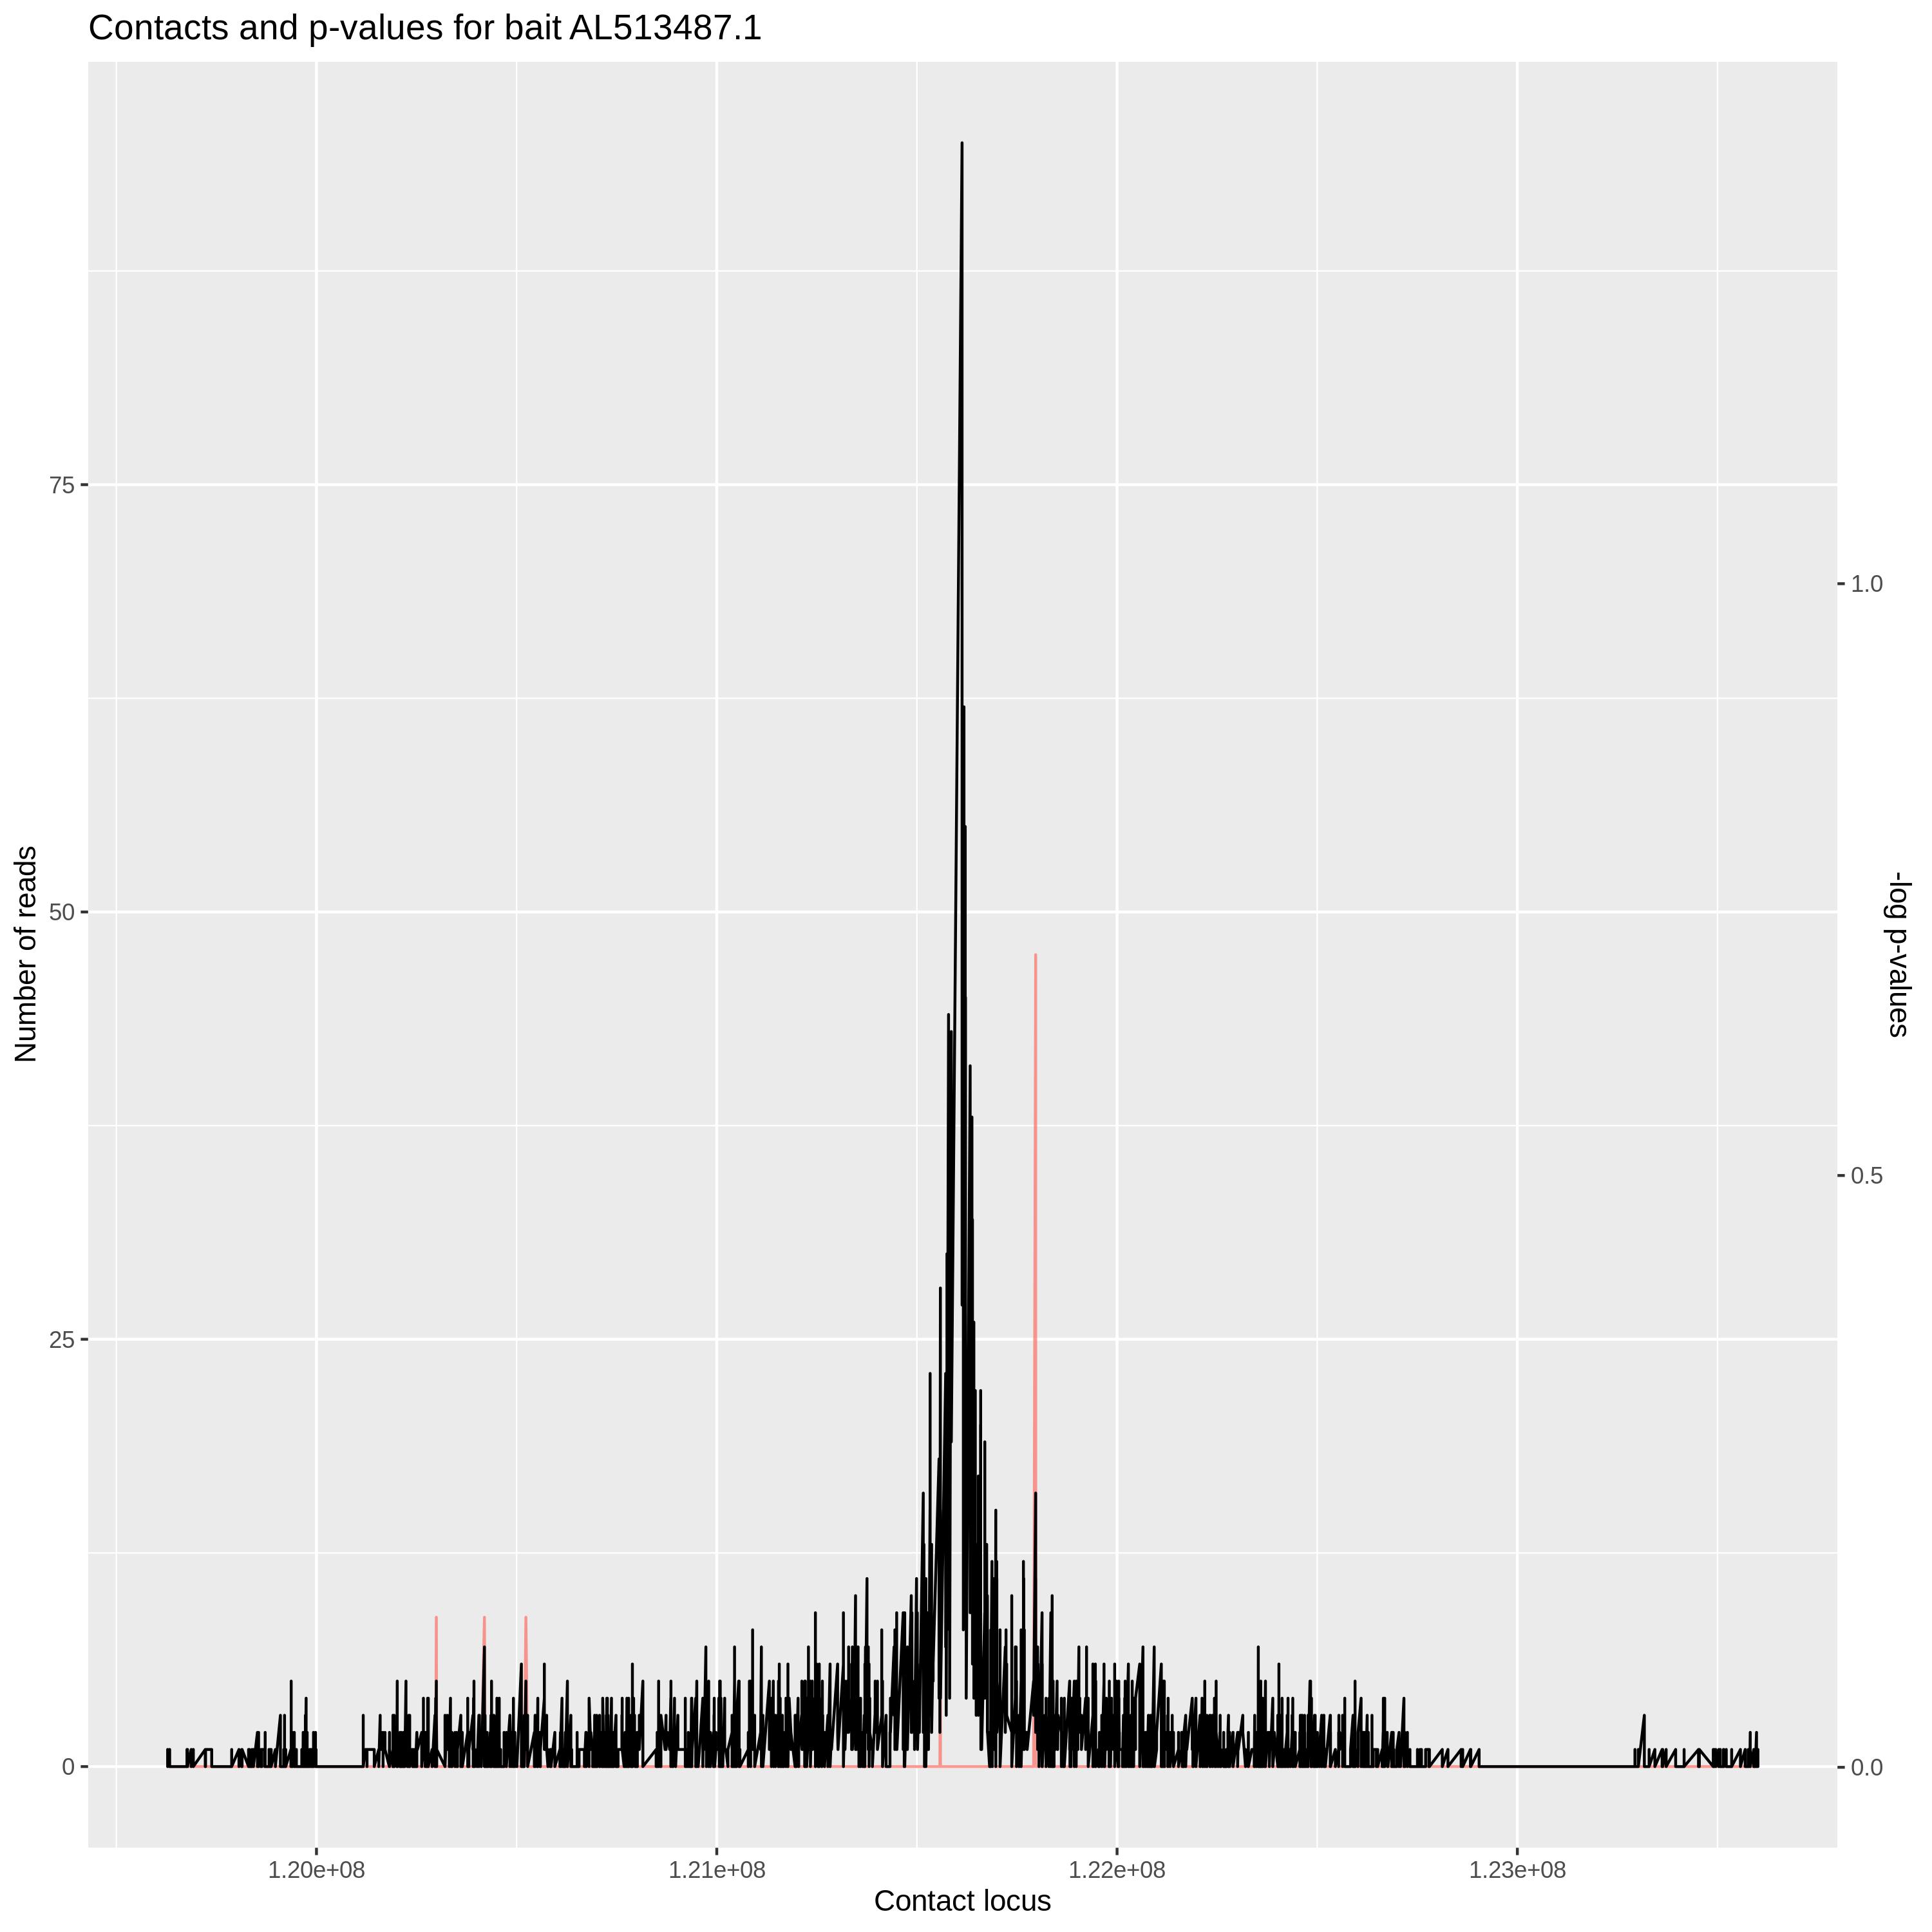 Contacts and p-values for bait AL513487.1
Number of reads
75
50
25
0
1.0
0.5
0.0
-log p-values
1.20e+08 1.21e+08 1.22e+08 1.23e+08
Contact locus